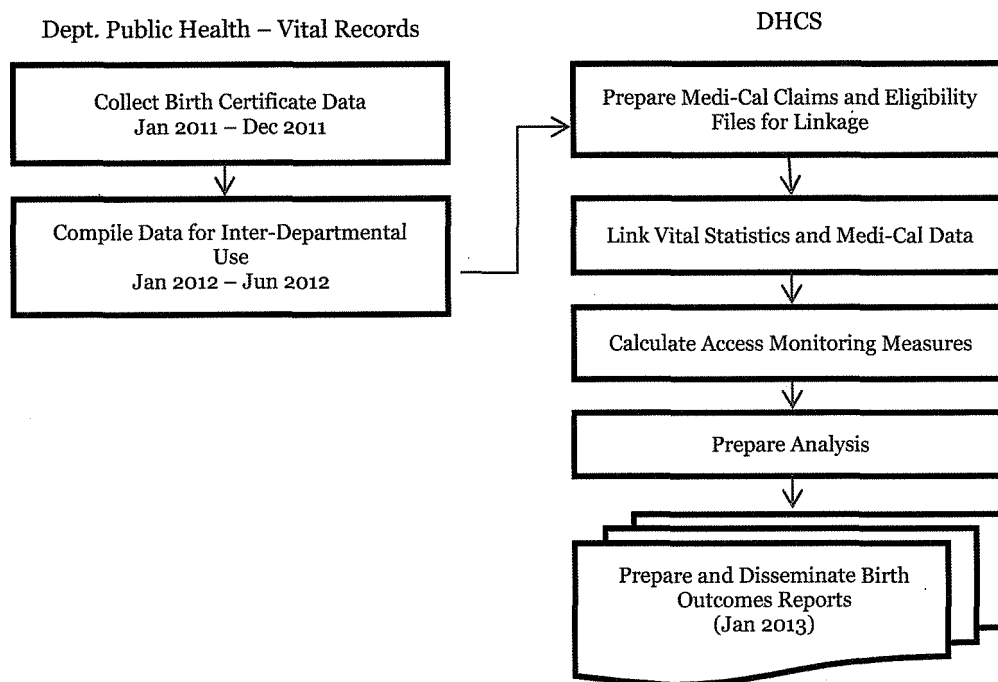 Dept. Public Health – Vital Records
Collect Birth Certificate Data
Jan 2011 – Dec 2011
Compile Data for Inter-Departmental
Use
Jan 2012 – Jun 2012
DHCS
Prepare Medi-Cal Claims and Eligibility
Files for Linkage
Link Vital Statistics and Medi-Cal Data
Calculate Access Monitoring Measures
Prepare Analysis
Prepare and Disseminate Birth
Outcomes Reports
(Jan 2013)